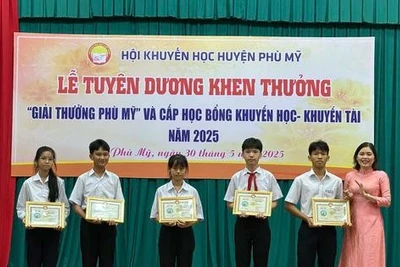 HỘI KHUYẾN HỌC HUYỆN PHÙ MỸ
LỄ TUYÊN DƯƠNG KHEN THƯỞNG
"GIẢI THƯỞNG PHÙ MỸ" VÀ CẤP HỌC BỔNG KHUYẾN HỌC- KHUYẾN TÀI
NĂM 2025
Phù Mỹ, ngày 30 tháng 5 năm 2025